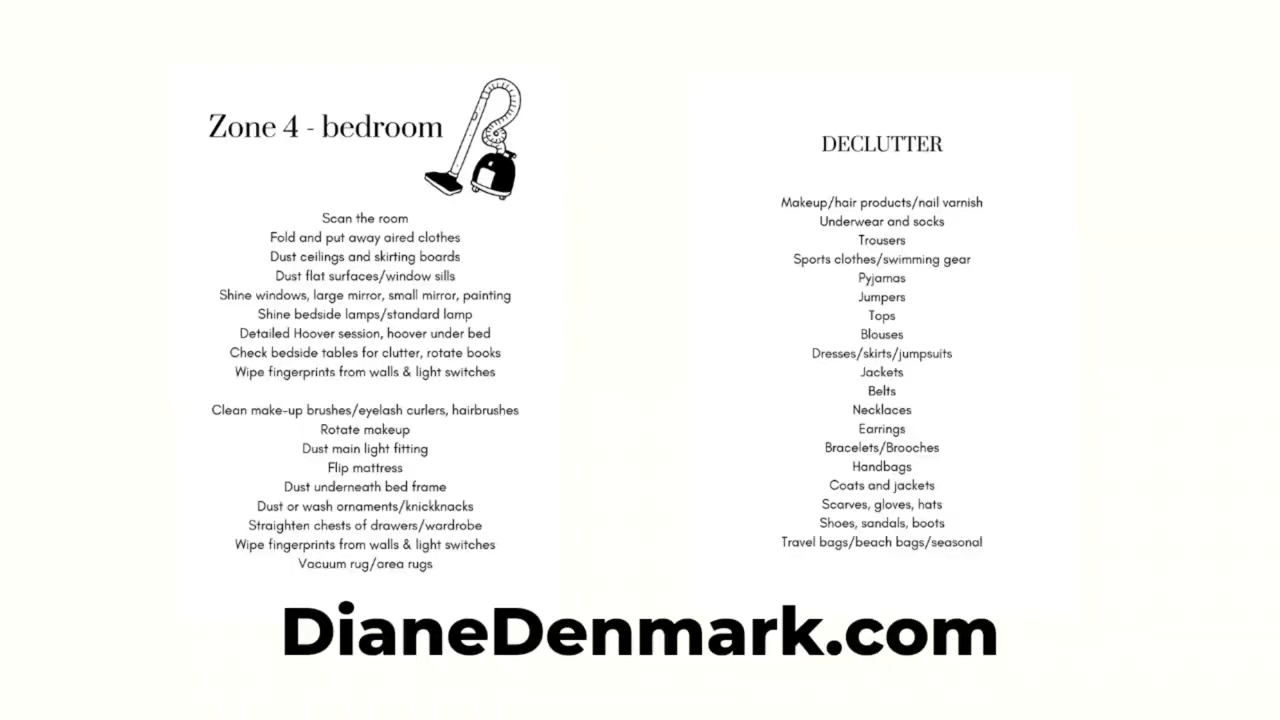 Zone 4 - bedroom
Scan the room
Fold and put away aired clothes
Dust ceilings and skirting boards
Dust flat surfaces/window sills
Shine windows, large mirror, small mirror, painting
Shine bedside lamps/standard lamp
Detailed Hoover session, hoover under bed
Check bedside tables for clutter, rotate books
Wipe fingerprints from walls & light switches
Clean make-up brushes/eyelash curlers, hairbrushes
Rotate makeup
Dust main light fitting
Flip mattress
Dust underneath bed frame
Dust or wash ornaments/knickknacks
Straighten chests of drawers/wardrobe
Wipe fingerprints from walls & light switches
Vacuum rug/area rugs
DECLUTTER
Makeup/hair products/nail varnish
Underwear and socks
Trousers
Sports clothes/swimming gear
Pyjamas
Jumpers
Tops
Blouses
Dresses/skirts/jumpsuits
Jackets
Belts
Necklaces
Earrings
Bracelets/Brooches
Handbags
Coats and jackets
Scarves, gloves, hats
Shoes, sandals, boots
Travel bags/beach bags/seasonal
DianeDenmark.com